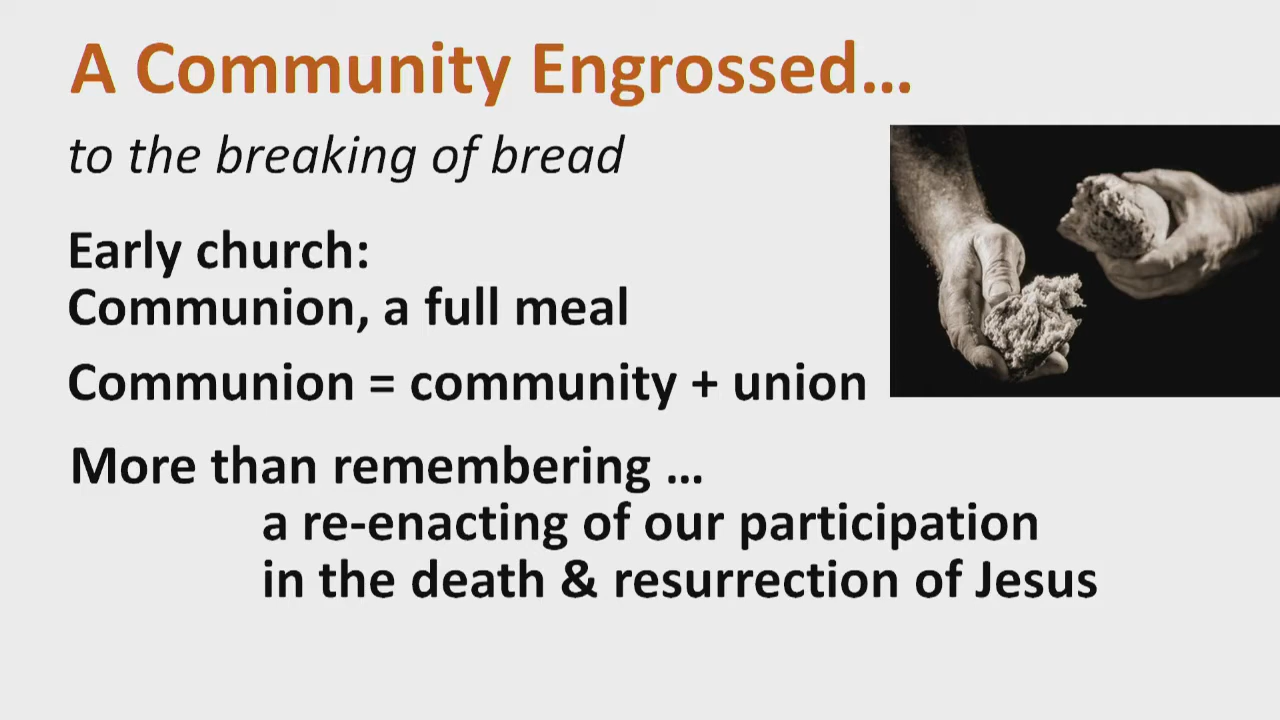 A Community Engrossed…
to the breaking of bread
Early church:
Communion, a full meal
Communion = community + union
More than remembering …
a re-enacting of our participation
in the death & resurrection of Jesus